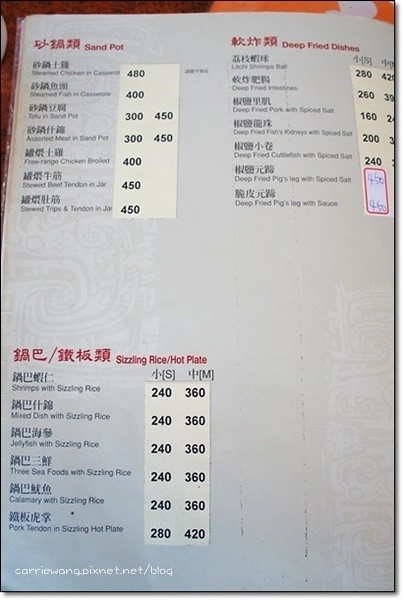 砂鍋類 Sand Pot
砂鍋土雞 480
Steamed Chicken in Casserole
砂鍋魚頭 400
Steamed Fish in Casserole
砂鍋豆腐 300 450
Tofu in Sand Pot
砂鍋什錦 300 450
Assorted Meat in Sand Pot
罐煨土雞 400
Free-range Chicken Broiled
罐煨牛筋 450
Stewed Beef Tendon in Jar
罐煨肚筋 450
Stewed Trips & Tendon in Jar
軟炸類 Deep Fried Dishes
小[S] 中
荔枝蝦球 280 420
Litchi Shrimps Ball
軟炸肥腸 260
Deep Fried Intestines
椒鹽里肌 160
Deep Fried Pork with Spiced Salt
椒鹽龍珠 200
Deep Fried Fish's Kidneys with Spiced Salt
椒鹽小卷 240
Deep Fried Cuttlefish with Spiced Salt
椒鹽元蹄 450
Deep Fried Pig's leg with Spiced Salt
脆皮元蹄 450
Deep Fried Pig's leg with Sauce
鍋巴/鐵板類 Sizzling Rice/Hot Plate
小[S] 中[M]
鍋巴蝦仁 240 360
Shrimps with Sizzling Rice
鍋巴什錦 240 360
Mixed Dish with Sizzling Rice
鍋巴海參 240 360
Jellyfish with Sizzling Rice
鍋巴三鮮 240 360
Three Sea Foods with Sizzling Rice
鍋巴魷魚 240 360
Calamary with Sizzling Rice
鐵板虎掌 280 420
Pork Tendon in Sizzling Hot Plate
carriewang.pixnet.net/blog